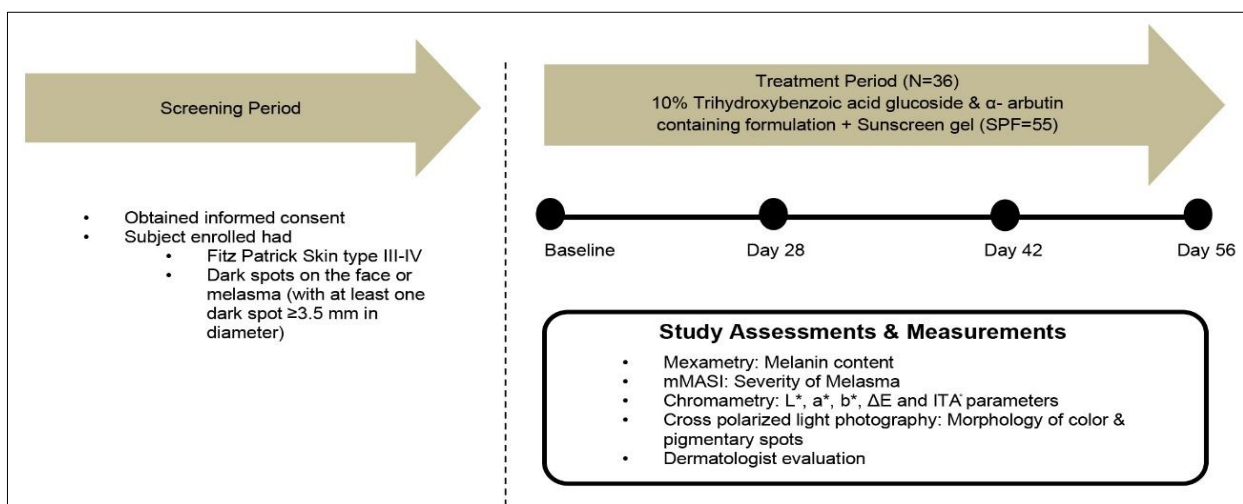 Screening Period
• Obtained informed consent
• Subject enrolled had
• Fitz Patrick Skin type III-IV
• Dark spots on the face or
melasma (with at least one
dark spot ≥3.5 mm in
diameter)
Treatment Period (N=36)
10% Trihydroxybenzoic acid glucoside & α- arbutin
containing formulation + Sunscreen gel (SPF=55)
Baseline
Day 28
Day 42
Day 56
Study Assessments & Measurements
• Mexametry: Melanin content
• mMASI: Severity of Melasma
• Chromametry: L*, a*, b*, ΔE and ITA° parameters
• Cross polarized light photography: Morphology of color &
pigmentary spots
• Dermatologist evaluation